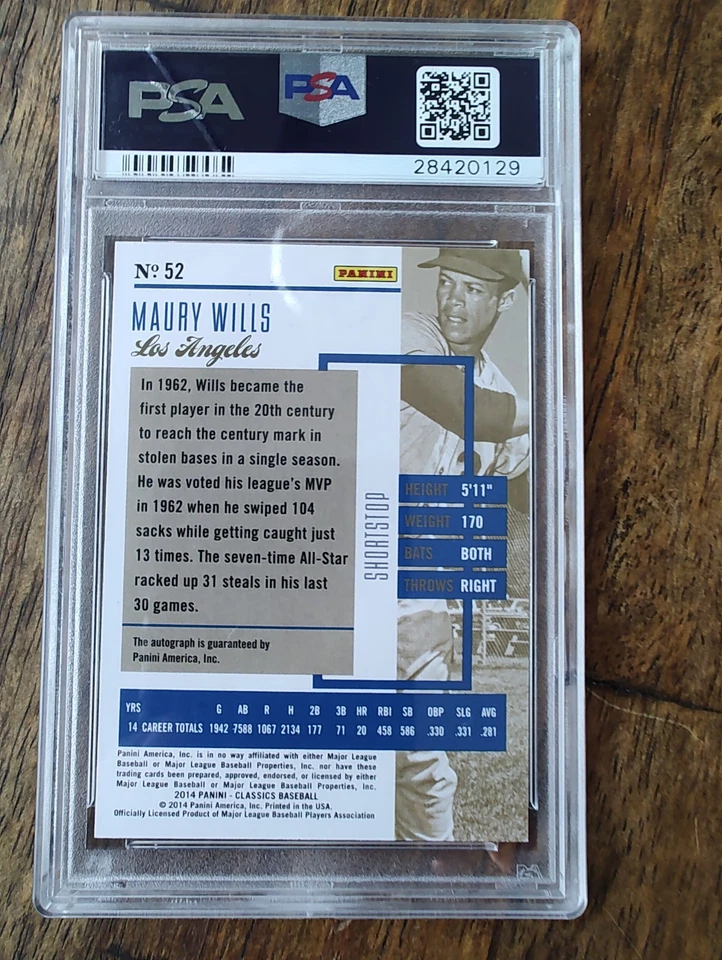 PSA
PSA
28420129
Nº 52
PANINI
MAURY WILLS
Los Angeles
In 1962, Wills became the
first player in the 20th century
to reach the century mark in
stolen bases in a single season.
He was voted his league's MVP
in 1962 when he swiped 104
sacks while getting caught just
13 times. The seven-time All-Star
racked up 31 steals in his last
30 games.
The autograph is guaranteed by
Panini America, Inc.
SHORTSTOP
HEIGHT 5'11"
WEIGHT 170
BATS BOTH
THROWS RIGHT
YRS G AB R H 2B 3B HR RBI SB OBP SLG AVG
14 CAREER TOTALS 1942 7588 1067 2134 177 71 20 458 586 .330 .331 .281
Panini America, Inc. is in no way affiliated with either Major League
Baseball or Major League Baseball Properties, Inc. nor have these
trading cards been prepared, approved, endorsed, or licensed by either
Major League Baseball or Major League Baseball Properties, Inc.
2014 PANINI - CLASSICS BASEBALL
© 2014 Panini America, Inc. Printed in the USA.
Officially Licensed Product of Major League Baseball Players Association
PSA